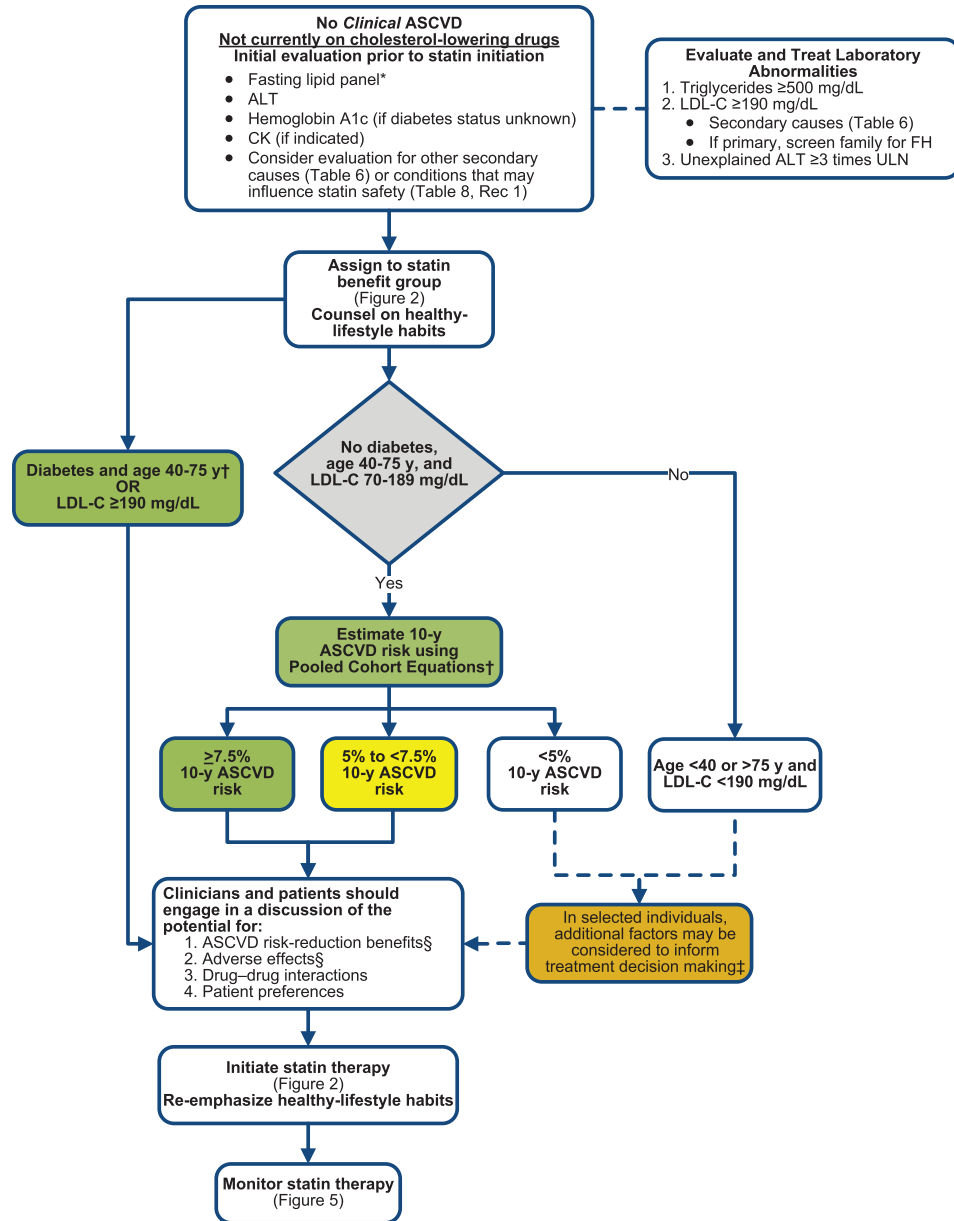 No Clinical ASCVD
Not currently on cholesterol-lowering drugs
Initial evaluation prior to statin initiation
● Fasting lipid panel*
● ALT
● Hemoglobin A1c (if diabetes status unknown)
● CK (if indicated)
● Consider evaluation for other secondary
causes (Table 6) or conditions that may
influence statin safety (Table 8, Rec 1)
Evaluate and Treat Laboratory
Abnormalities
1. Triglycerides ≥500 mg/dL
2. LDL-C ≥190 mg/dL
● Secondary causes (Table 6)
● If primary, screen family for FH
3. Unexplained ALT ≥3 times ULN
Assign to statin
benefit group
(Figure 2)
Counsel on healthy-
lifestyle habits
Diabetes and age 40-75 y†
OR
LDL-C ≥190 mg/dL
No diabetes,
age 40-75 y, and
LDL-C 70-189 mg/dL
No
Yes
Estimate 10-y
ASCVD risk using
Pooled Cohort Equations†
≥7.5%
10-y ASCVD
risk
5% to <7.5%
10-y ASCVD
risk
<5%
10-y ASCVD
risk
Age <40 or >75 y and
LDL-C <190 mg/dL
Clinicians and patients should
engage in a discussion of the
potential for:
1. ASCVD risk-reduction benefits§
2. Adverse effects§
3. Drug–drug interactions
4. Patient preferences
In selected individuals,
additional factors may be
considered to inform
treatment decision making‡
Initiate statin therapy
(Figure 2)
Re-emphasize healthy-lifestyle habits
Monitor statin therapy
(Figure 5)